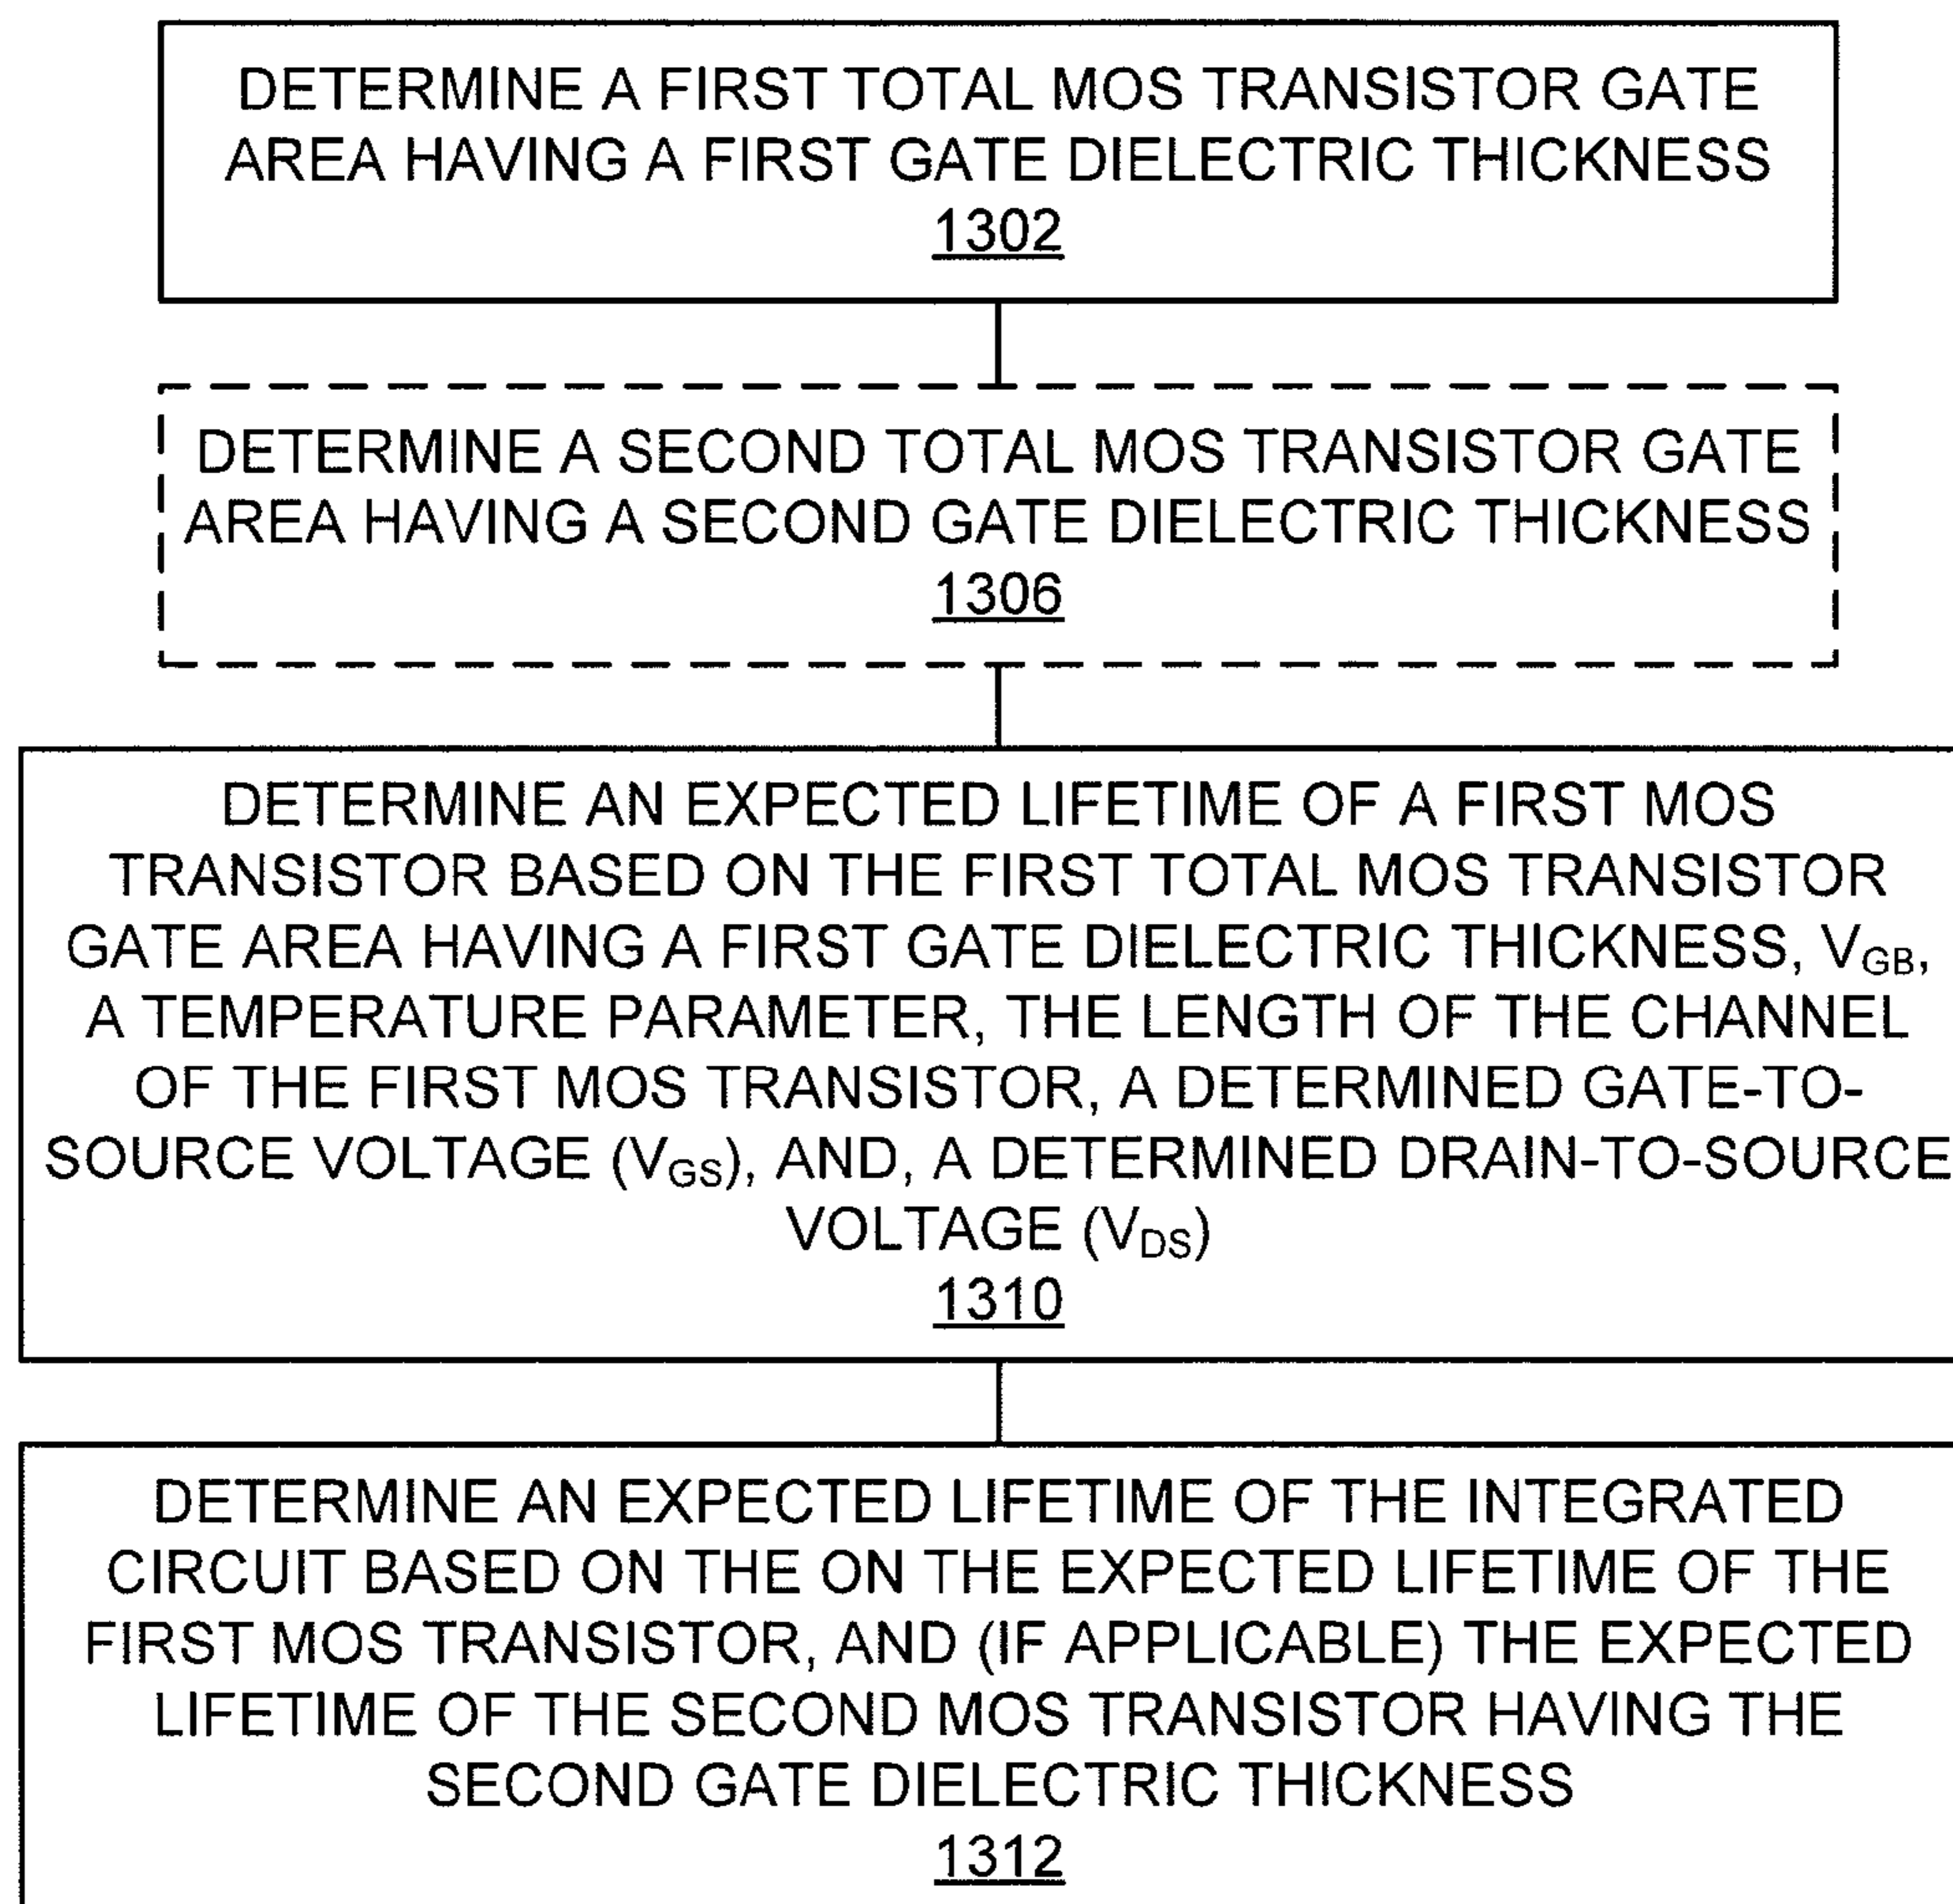 DETERMINE A FIRST TOTAL MOS TRANSISTOR GATE
AREA HAVING A FIRST GATE DIELECTRIC THICKNESS
1302
DETERMINE A SECOND TOTAL MOS TRANSISTOR GATE
AREA HAVING A SECOND GATE DIELECTRIC THICKNESS
1306
DETERMINE AN EXPECTED LIFETIME OF A FIRST MOS
TRANSISTOR BASED ON THE FIRST TOTAL MOS TRANSISTOR
GATE AREA HAVING A FIRST GATE DIELECTRIC THICKNESS, VGB,
A TEMPERATURE PARAMETER, THE LENGTH OF THE CHANNEL
OF THE FIRST MOS TRANSISTOR, A DETERMINED GATE-TO-
SOURCE VOLTAGE (VGS), AND, A DETERMINED DRAIN-TO-SOURCE
VOLTAGE (VDS)
1310
DETERMINE AN EXPECTED LIFETIME OF THE INTEGRATED
CIRCUIT BASED ON THE ON THE EXPECTED LIFETIME OF THE
FIRST MOS TRANSISTOR, AND (IF APPLICABLE) THE EXPECTED
LIFETIME OF THE SECOND MOS TRANSISTOR HAVING THE
SECOND GATE DIELECTRIC THICKNESS
1312